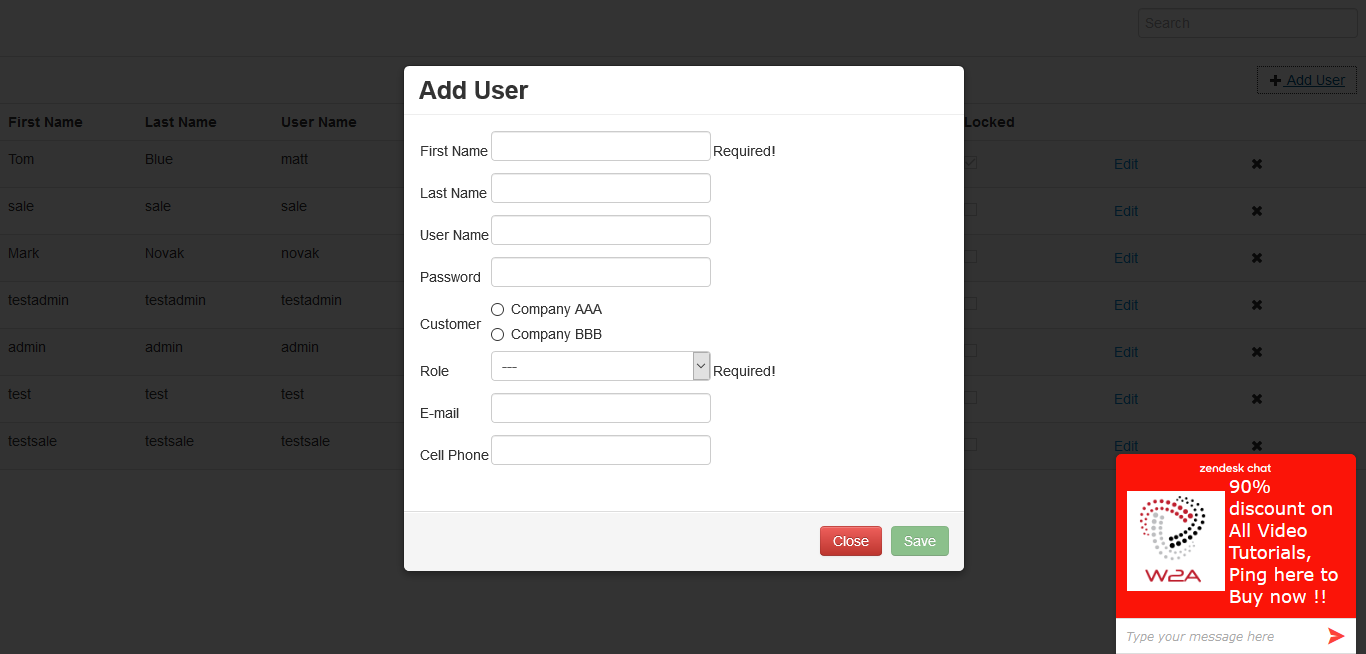 Search
Add User
First Name Last Name User Name Locked
Tom Blue matt Edit
sale sale sale Edit
Mark Novak novak Edit
testadmin testadmin testadmin Edit
admin admin admin Edit
test test test Edit
testsale testsale testsale Edit
Add User
First Name Required!
Last Name
User Name
Password
Customer
Company AAA
Company BBB
Role --- Required!
E-mail
Cell Phone
Close Save
zendesk chat
90%
discount on
All Video
Tutorials,
Ping here to
Buy now !!
W2A
Type your message here